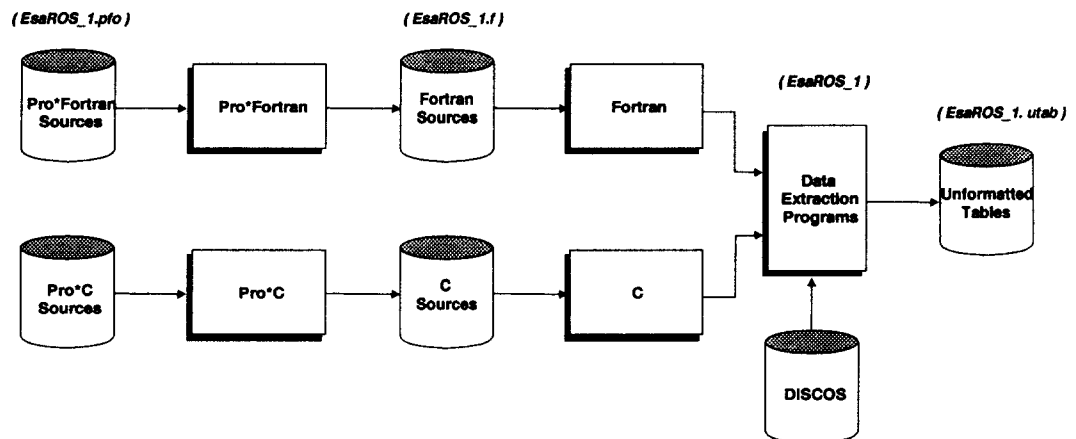 ( EsaROS_1.pfo )
( EsaROS_1.f )
( EsaROS_1 )
( EsaROS_1. utab )
Pro*Fortran
Sources
Pro*Fortran
Fortran
Sources
Fortran
Data
Extraction
Programs
Unformatted
Tables
Pro*C
Sources
Pro*C
C
Sources
C
DISCOS